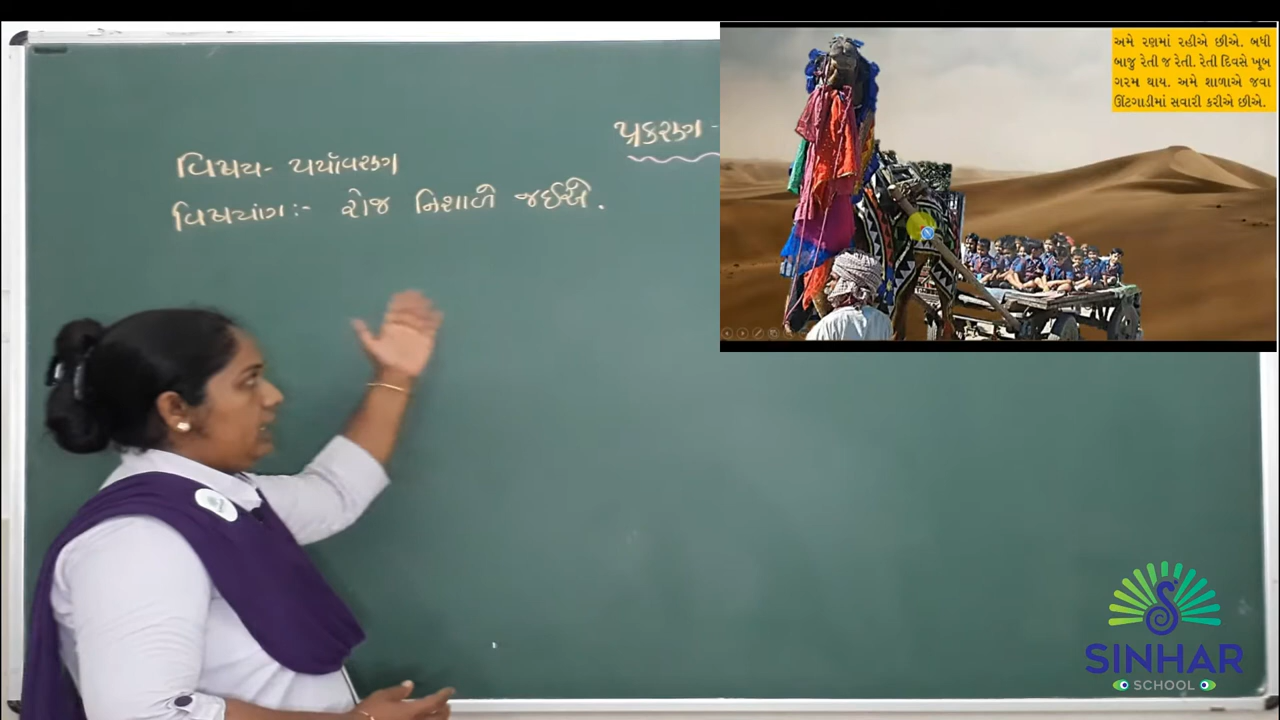 પ્રકરણ -
વિષય - પર્યાવરણ
વિષયાંગ :- રોજ નિશાળે જઈએ .
અમે રણમાં રહીએ છીએ. બધી
બાજુ રેતી જ રેતી. રેતી દિવસે ખૂબ
ગરમ થાય. અમે શાળાએ જવા
ઊંટગાડીમાં સવારી કરીએ છીએ.
SINHAR
SCHOOL